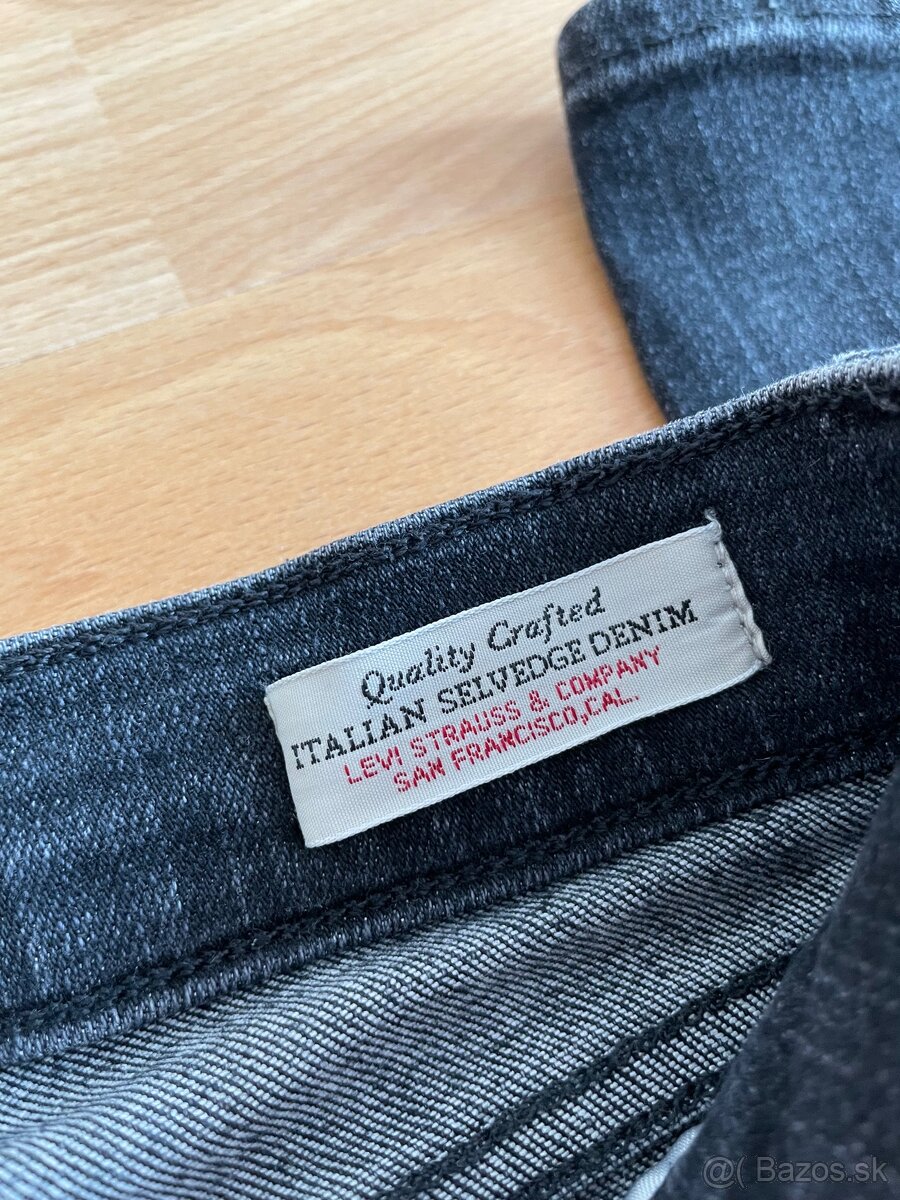 Quality Crafted
ITALIAN SELVEDGE DENIM
LEVI STRAUSS & COMPANY
SAN FRANCISCO,CAL.
@( Bazos.sk